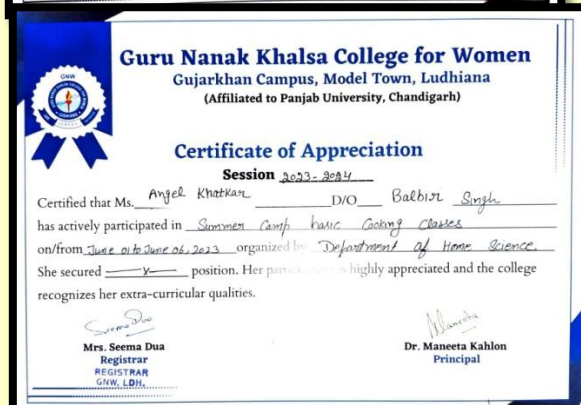 GNW
Guru Nanak Khalsa College for Women
Gujarkhan Campus, Model Town, Ludhiana
(Affiliated to Panjab University, Chandigarh)
Certificate of Appreciation
Session 2023-2024
Certified that Ms. Angel Khatkar D/O Balbir Singh
has actively participated in Summer Camp basic Cooking Classes
on/from June 01 to June 06, 2023 organized by Department of Home Science.
She secured position. Her is highly appreciated and the college
recognizes her extra-curricular qualities.
Seema Dua
Maneeta
Mrs. Seema Dua
Dr. Maneeta Kahlon
Registrar
Principal
REGISTRAR
GNW, LDH.